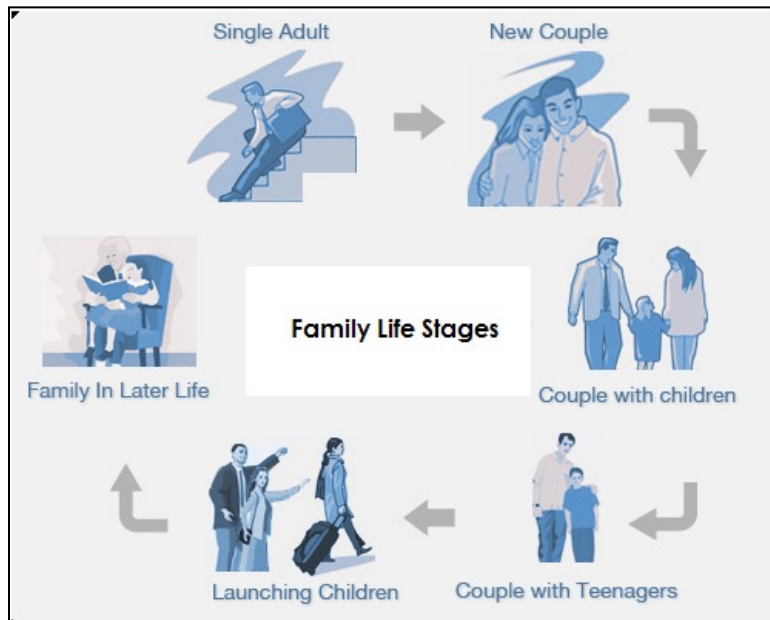 Single Adult
New Couple
Family Life Stages
Couple with children
Family In Later Life
Launching Children
Couple with Teenagers